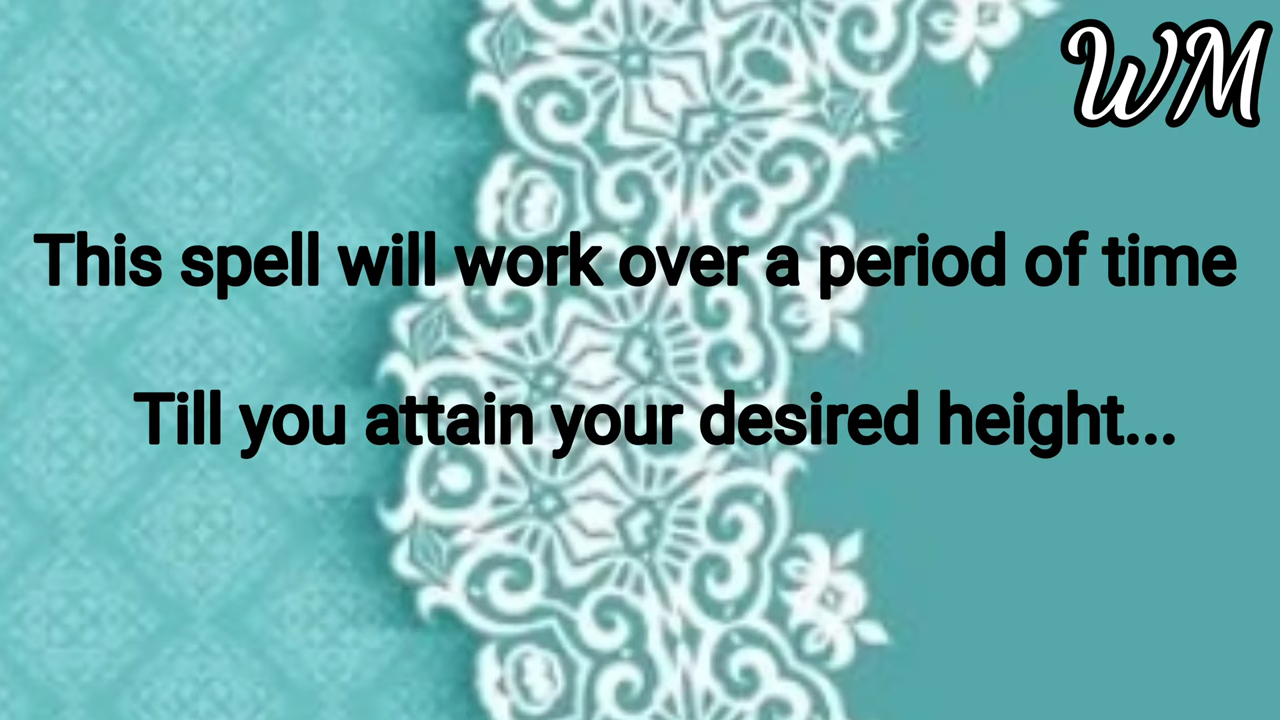 WM
This spell will work over a period of time
Till you attain your desired height...